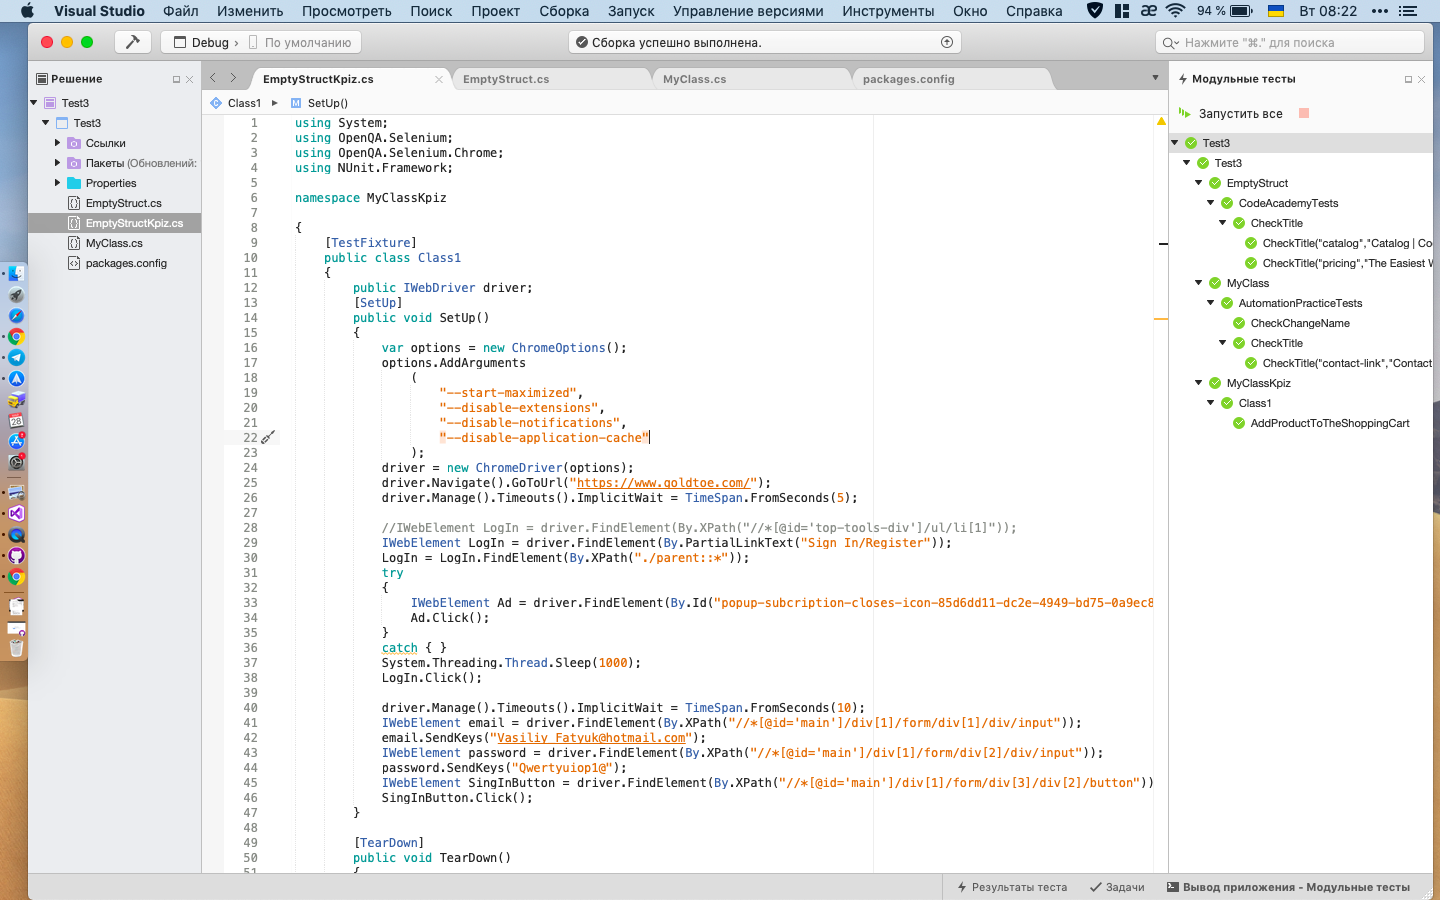 Visual Studio Файл Изменить Просмотреть Поиск Проект Сборка Запуск Управление версиями Инструменты Окно Справка æ 94 % Вт 08:22
Debug › По умолчанию
Сборка успешно выполнена.
Нажмите "⌘." для поиска
Решение
Test3
Test3
Ссылки
Пакеты (Обновлений:
Properties
EmptyStruct.cs
EmptyStructKpiz.cs
MyClass.cs
packages.config
28
EmptyStructKpiz.cs EmptyStruct.cs MyClass.cs packages.config
Class1 ▸ M SetUp()
1 using System;
2 using OpenQA.Selenium;
3 using OpenQA.Selenium.Chrome;
4 using NUnit.Framework;
5
6 namespace MyClassKpiz
7
8 {
9 [TestFixture]
10 public class Class1
11 {
12 public IWebDriver driver;
13 [SetUp]
14 public void SetUp()
15 {
16 var options = new ChromeOptions();
17 options.AddArguments
18 (
19 "--start-maximized",
20 "--disable-extensions",
21 "--disable-notifications",
22 "--disable-application-cache"
23 );
24 driver = new ChromeDriver(options);
25 driver.Navigate().GoToUrl("https://www.goldtoe.com/");
26 driver.Manage().Timeouts().ImplicitWait = TimeSpan.FromSeconds(5);
27
28 //IWebElement LogIn = driver.FindElement(By.XPath("//*[@id='top-tools-div']/ul/li[1]"));
29 IWebElement LogIn = driver.FindElement(By.PartialLinkText("Sign In/Register"));
30 LogIn = LogIn.FindElement(By.XPath("./parent::*"));
31 try
32 {
33 IWebElement Ad = driver.FindElement(By.Id("popup-subcription-closes-icon-85d6dd11-dc2e-4949-bd75-0a9ec8
34 Ad.Click();
35 }
36 catch { }
37 System.Threading.Thread.Sleep(1000);
38 LogIn.Click();
39
40 driver.Manage().Timeouts().ImplicitWait = TimeSpan.FromSeconds(10);
41 IWebElement email = driver.FindElement(By.XPath("//*[@id='main']/div[1]/form/div[1]/div/input"));
42 email.SendKeys("Vasiliy_Fatyuk@hotmail.com");
43 IWebElement password = driver.FindElement(By.XPath("//*[@id='main']/div[1]/form/div[2]/div/input"));
44 password.SendKeys("Qwertyuiop1@");
45 IWebElement SingInButton = driver.FindElement(By.XPath("//*[@id='main']/div[1]/form/div[3]/div[2]/button"))
46 SingInButton.Click();
47 }
48
49 [TearDown]
50 public void TearDown()
51 {
Модульные тесты
Запустить все
Test3
Test3
EmptyStruct
CodeAcademyTests
CheckTitle
CheckTitle("catalog","Catalog | Co
CheckTitle("pricing","The Easiest W
MyClass
AutomationPracticeTests
CheckChangeName
CheckTitle
CheckTitle("contact-link","Contact
MyClassKpiz
Class1
AddProductToTheShoppingCart
Результаты теста Задачи Вывод приложения - Модульные тесты